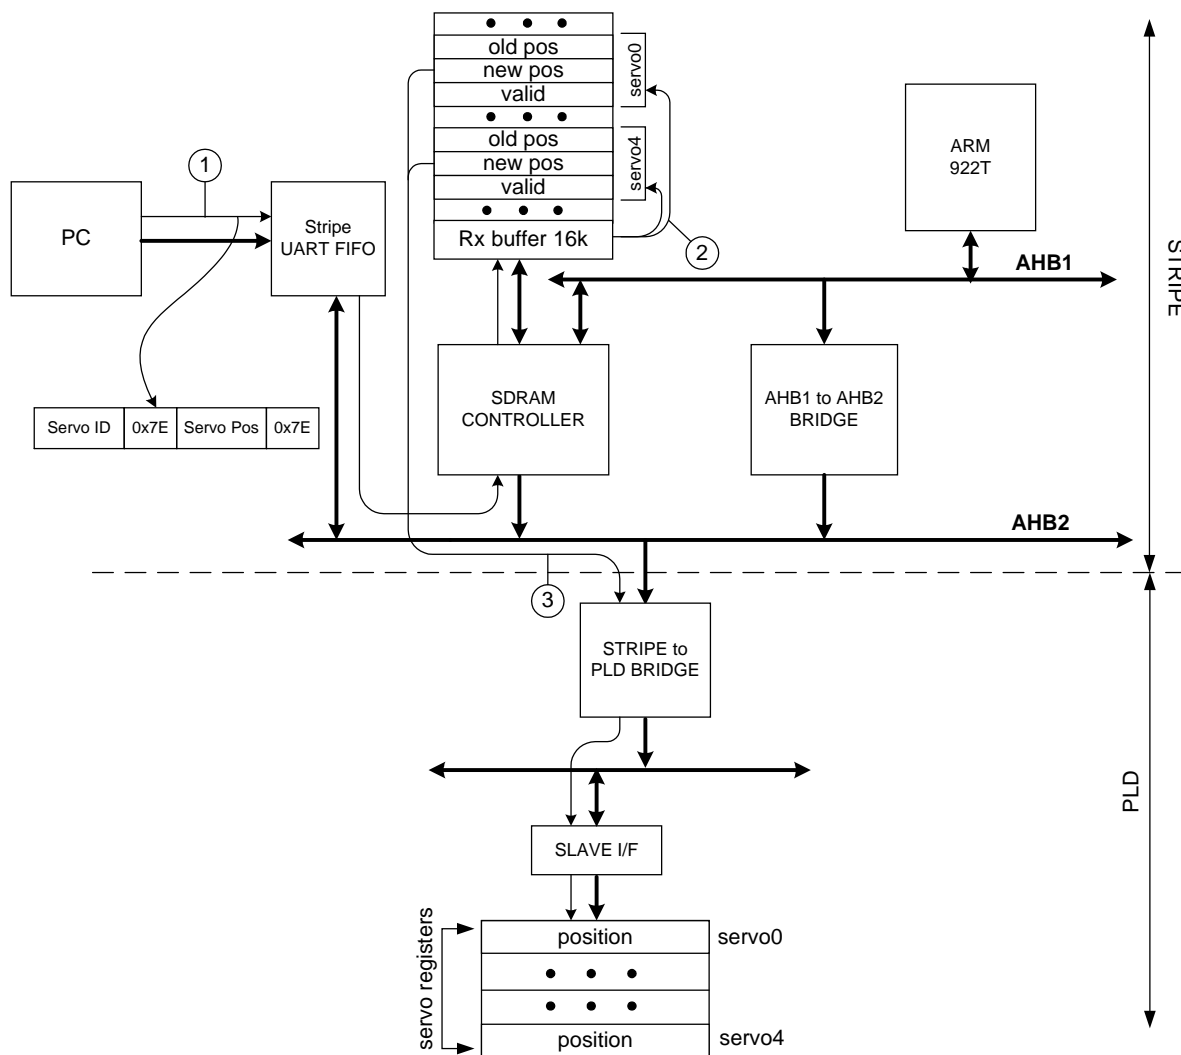 old pos
new pos
valid
servo0
old pos
new pos
valid
servo4
Rx buffer 16k
1
2
PC
Stripe
UART FIFO
ARM
922T
AHB1
STRIPE
SDRAM
CONTROLLER
AHB1 to AHB2
BRIDGE
Servo ID 0x7E Servo Pos 0x7E
AHB2
3
STRIPE to
PLD BRIDGE
PLD
SLAVE I/F
servo registers
position servo0
position servo4